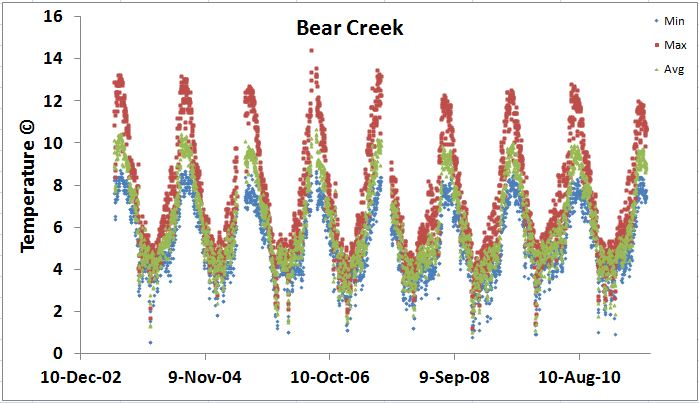 Bear Creek
Min
Max
Avg
Temperature ©
16
14
12
10
8
6
4
2
0
10-Dec-02
9-Nov-04
10-Oct-06
9-Sep-08
10-Aug-10